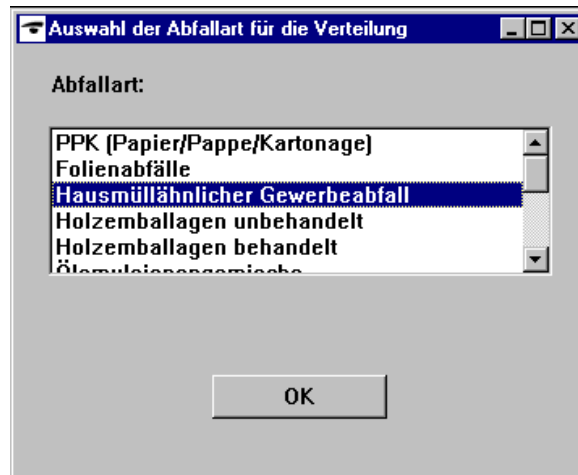 Auswahl der Abfallart für die Verteilung
Abfallart:
PPK (Papier/Pappe/Kartonage)
Folienabfälle
Hausmüllähnlicher Gewerbeabfall
Holzemballagen unbehandelt
Holzemballagen behandelt
OK